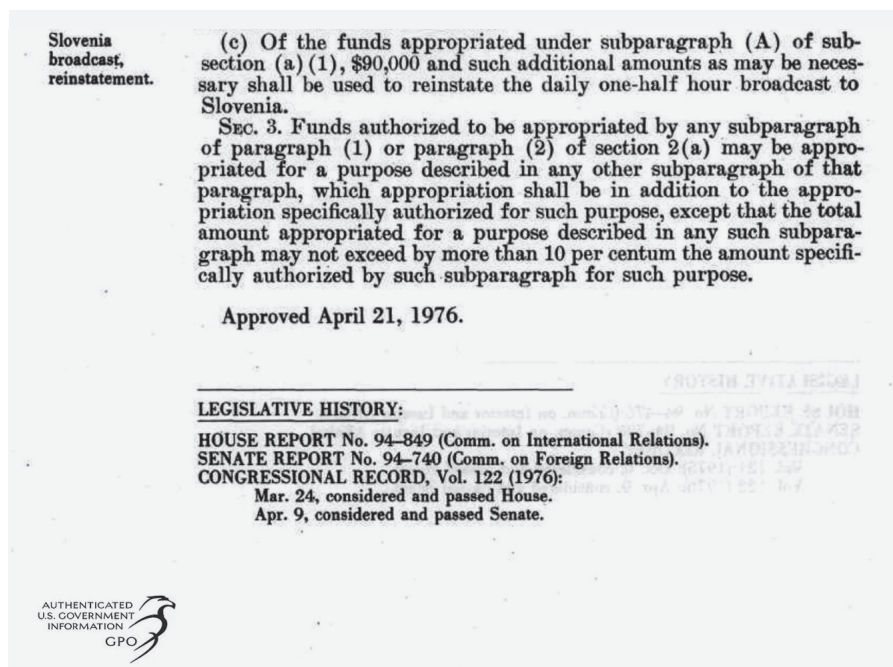 Slovenia
broadcast,
reinstatement.
(c) Of the funds appropriated under subparagraph (A) of sub-
section (a) (1), $90,000 and such additional amounts as may be neces-
sary shall be used to reinstate the daily one-half hour broadcast to
Slovenia.
SEC. 3. Funds authorized to be appropriated by any subparagraph
of paragraph (1) or paragraph (2) of section 2(a) may be appro-
priated for a purpose described in any other subparagraph of that
paragraph, which appropriation shall be in addition to the appro-
priation specifically authorized for such purpose, except that the total
amount appropriated for a purpose described in any such subpara-
graph may not exceed by more than 10 per centum the amount specifi-
cally authorized by such subparagraph for such purpose.
Approved April 21, 1976.
LEGISLATIVE HISTORY:
HOUSE REPORT No. 94–849 (Comm. on International Relations).
SENATE REPORT No. 94–740 (Comm. on Foreign Relations).
CONGRESSIONAL RECORD, Vol. 122 (1976):
Mar. 24, considered and passed House.
Apr. 9, considered and passed Senate.
AUTHENTICATED
U.S. GOVERNMENT
INFORMATION
GPO